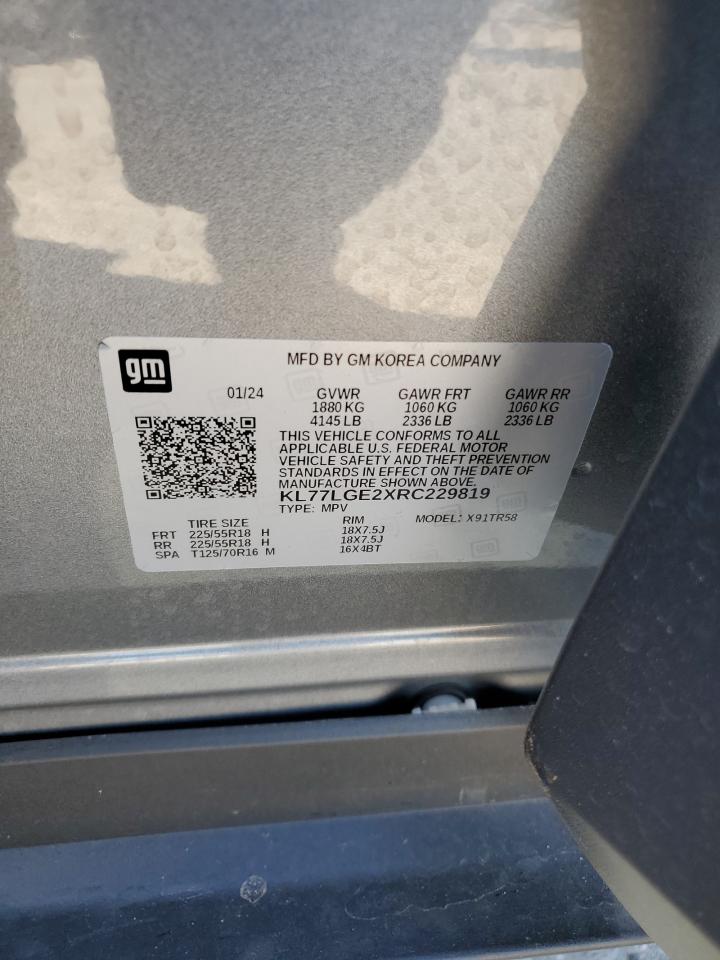 gm
MFD BY GM KOREA COMPANY
01/24 GVWR GAWR FRT GAWR RR
1880 KG 1060 KG 1060 KG
4145 LB 2336 LB 2336 LB
THIS VEHICLE CONFORMS TO ALL
APPLICABLE U.S. FEDERAL MOTOR
VEHICLE SAFETY AND THEFT PREVENTION
STANDARDS IN EFFECT ON THE DATE OF
MANUFACTURE SHOWN ABOVE.
KL77LGE2XRC229819
TYPE: MPV
TIRE SIZE RIM MODEL: X91TR58
FRT 225/55R18 H 18X7.5J
RR 225/55R18 H 18X7.5J
SPA T125/70R16 M 16X4BT